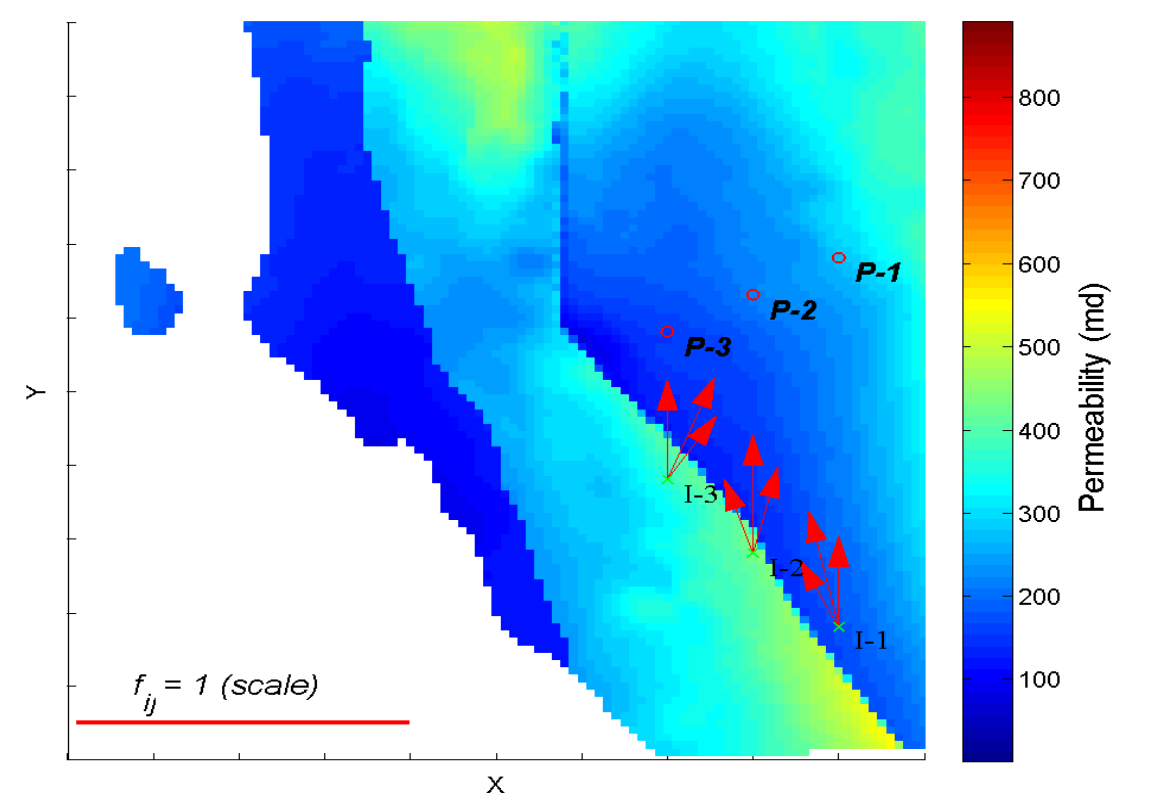 800
700
600
500
400
300
200
100
Permeability (md)
P-1
P-2
P-3
I-3
I-2
I-1
Y
f_ij = 1 (scale)
X